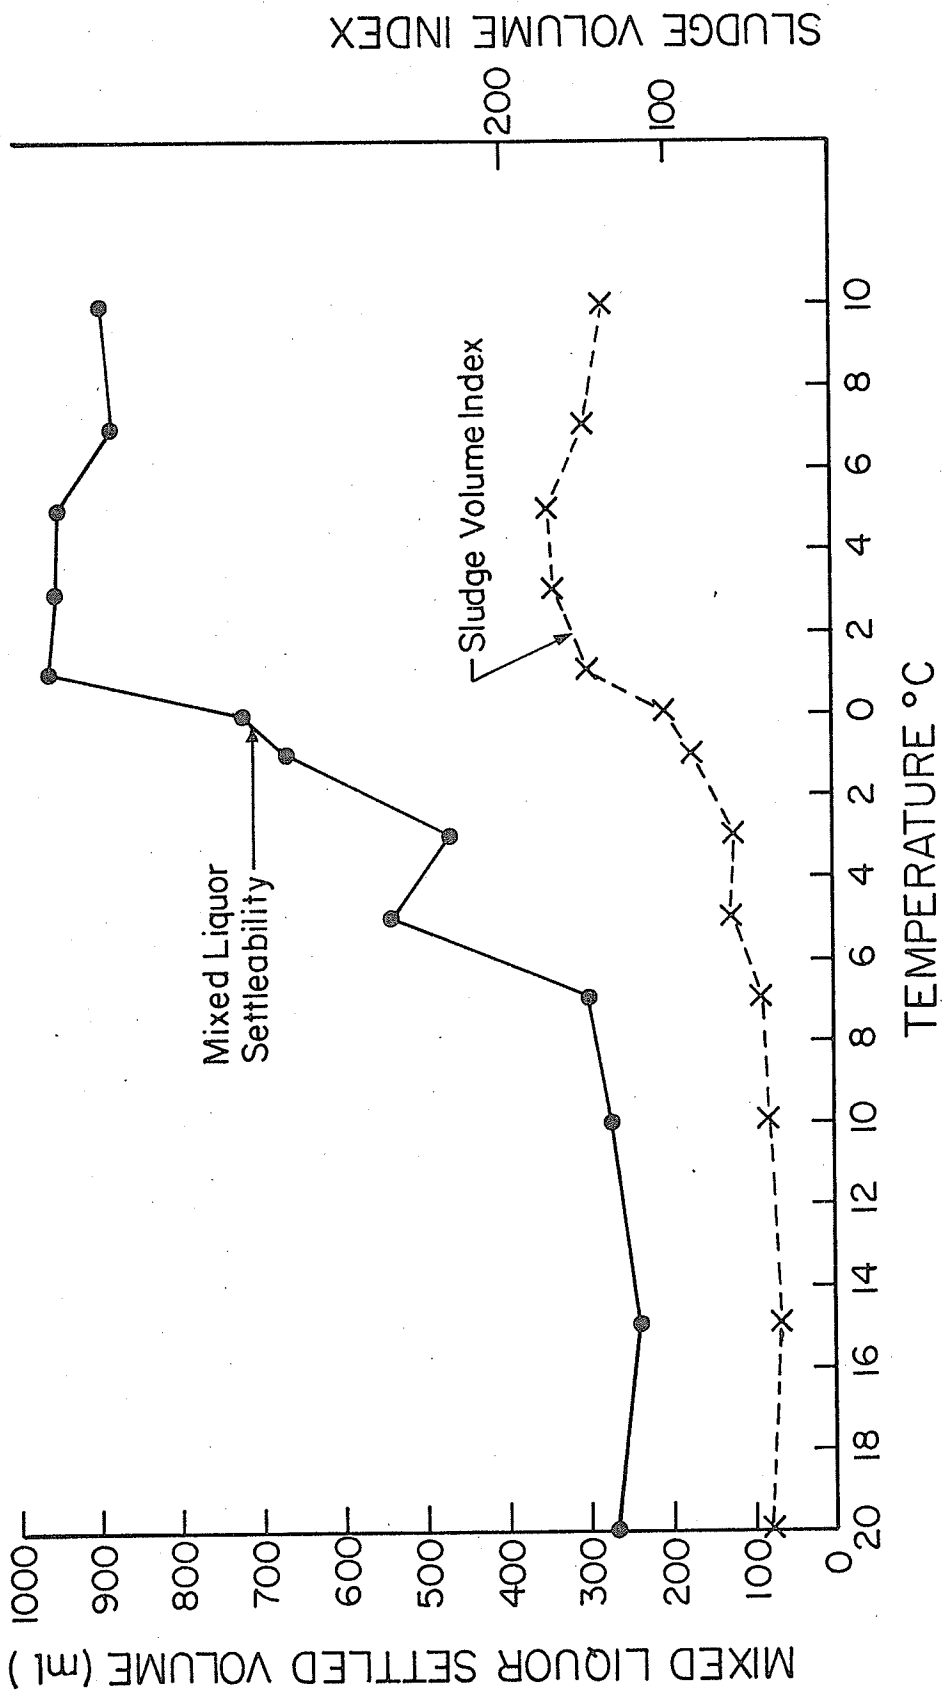 MIXED LIQUOR SETTLED VOLUME (ml)
1000
900
800
700
600
500
400
300
200
100
0
Mixed Liquor
Settleability
Sludge Volume Index
SLUDGE VOLUME INDEX
200
100
20 18 16 14 12 10 8 6 4 2 0 2 4 6 8 10
TEMPERATURE °C